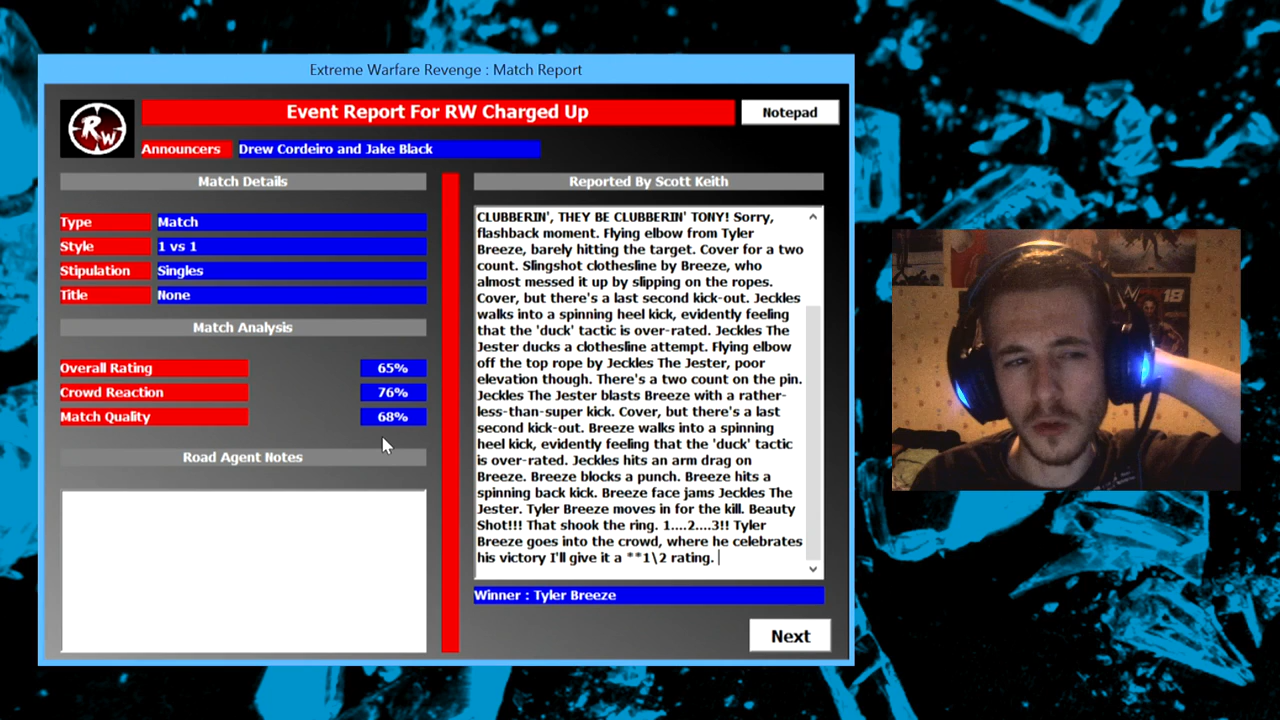 Extreme Warfare Revenge : Match Report
RW
Event Report For RW Charged Up
Notepad
Announcers
Drew Cordeiro and Jake Black
Match Details
Type
Match
Style
1 vs 1
Stipulation
Singles
Title
None
Match Analysis
Overall Rating
65%
Crowd Reaction
76%
Match Quality
68%
Road Agent Notes
Reported By Scott Keith
CLUBBERIN', THEY BE CLUBBERIN' TONY! Sorry,
flashback moment. Flying elbow from Tyler
Breeze, barely hitting the target. Cover for a two
count. Slingshot clothesline by Breeze, who
almost messed it up by slipping on the ropes.
Cover, but there's a last second kick-out. Jeckles
walks into a spinning heel kick, evidently feeling
that the 'duck' tactic is over-rated. Jeckles The
Jester ducks a clothesline attempt. Flying elbow
off the top rope by Jeckles The Jester, poor
elevation though. There's a two count on the pin.
Jeckles The Jester blasts Breeze with a rather-
less-than-super kick. Cover, but there's a last
second kick-out. Breeze walks into a spinning
heel kick, evidently feeling that the 'duck' tactic
is over-rated. Jeckles hits an arm drag on
Breeze. Breeze blocks a punch. Breeze hits a
spinning back kick. Breeze face jams Jeckles The
Jester. Tyler Breeze moves in for the kill. Beauty
Shot!!! That shook the ring. 1....2....3!! Tyler
Breeze goes into the crowd, where he celebrates
his victory I'll give it a **1\2 rating.
Winner : Tyler Breeze
Next
18